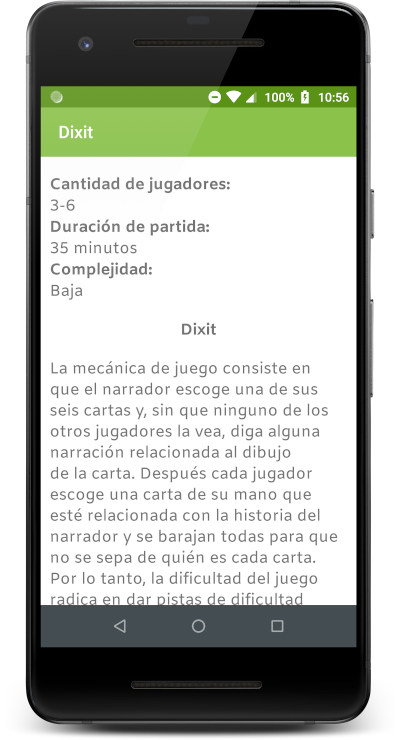 100% 10:56
Dixit
Cantidad de jugadores:
3-6
Duración de partida:
35 minutos
Complejidad:
Baja
Dixit
La mecánica de juego consiste en
que el narrador escoge una de sus
seis cartas y, sin que ninguno de los
otros jugadores la vea, diga alguna
narración relacionada al dibujo
de la carta. Después cada jugador
escoge una carta de su mano que
esté relacionada con la historia del
narrador y se barajan todas para que
no se sepa de quién es cada carta.
Por lo tanto, la dificultad del juego
radica en dar pistas de dificultad